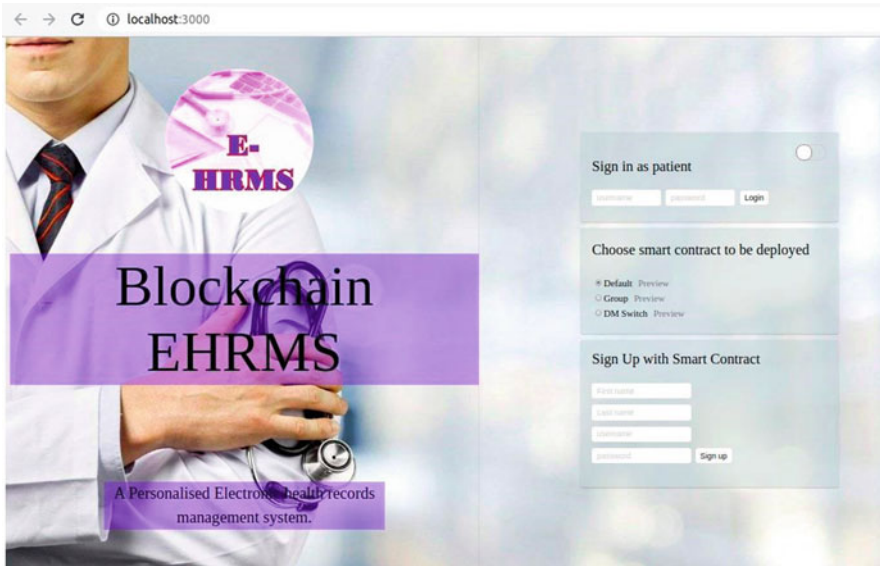 localhost:3000
E-
HRMS
Blockchain
EHRMS
A Personalised Electronic health records
management system.
Sign in as patient
username password Login
Choose smart contract to be deployed
Default Preview
Group Preview
DM Switch Preview
Sign Up with Smart Contract
First name
Last name
username
password Sign up